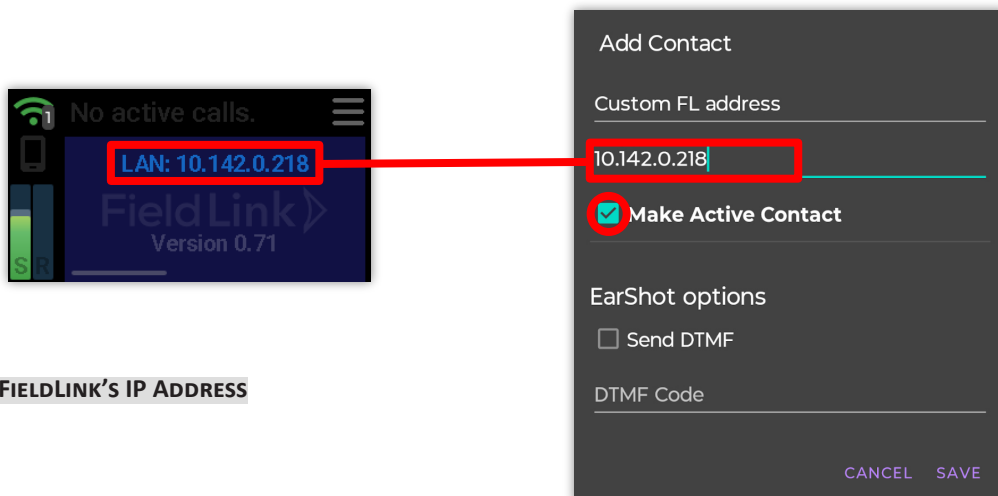 1
No active calls.
LAN: 10.142.0.218
FieldLink
Version 0.71
S R
FIELDLINK'S IP ADDRESS
Add Contact
Custom FL address
10.142.0.218
Make Active Contact
EarShot options
Send DTMF
DTMF Code
CANCEL SAVE